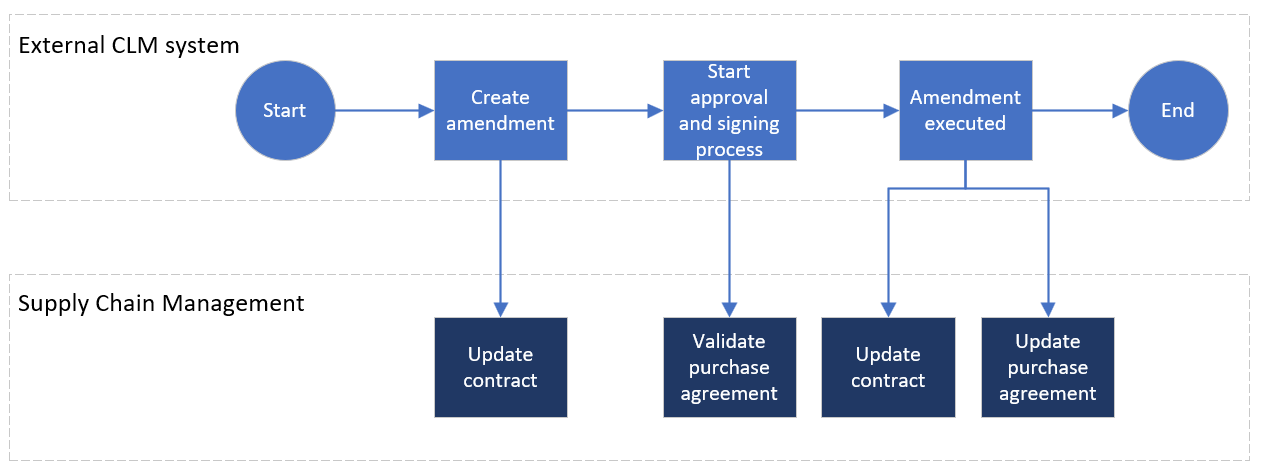 External CLM system
Start
Create
amendment
Start
approval
and signing
process
Amendment
executed
End
Supply Chain Management
Update
contract
Validate
purchase
agreement
Update
contract
Update
purchase
agreement